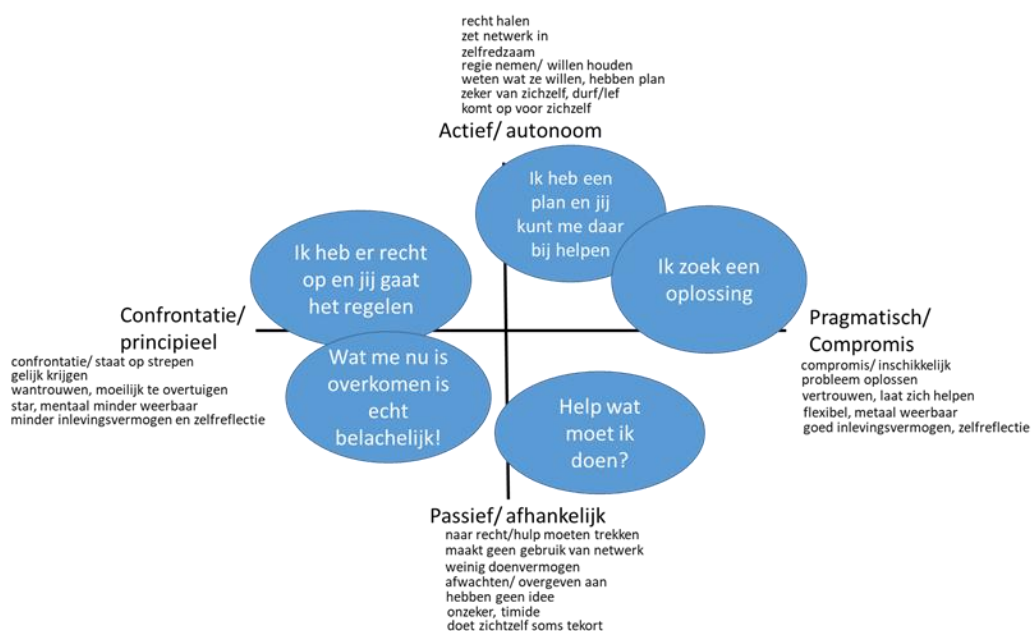 recht halen
zet netwerk in
zelfredzaam
regie nemen/ willen houden
weten wat ze willen, hebben plan
zeker van zichzelf, durf/lef
komt op voor zichzelf
Actief/ autonoom
Ik heb een
plan en jij
kunt me daar
bij helpen
Ik heb er recht
op en jij gaat
het regelen
Ik zoek een
oplossing
Confrontatie/
principieel
confrontatie/ staat op strepen
gelijk krijgen
wantrouwen, moeilijk te overtuigen
star, mentaal minder weerbaar
minder inlevingsvermogen en zelfreflectie
Pragmatisch/
Compromis
compromis/ inschikkelijk
probleem oplossen
vertrouwen, laat zich helpen
flexibel, metaal weerbaar
goed inlevingsvermogen, zelfreflectie
Wat me nu is
overkomen is
echt
belachelijk!
Help wat
moet ik
doen?
Passief/ afhankelijk
naar recht/hulp moeten trekken
maakt geen gebruik van netwerk
weinig doenvermogen
afwachten/ overgeven aan
hebben geen idee
onzeker, timide
doet zichtzelf soms tekort